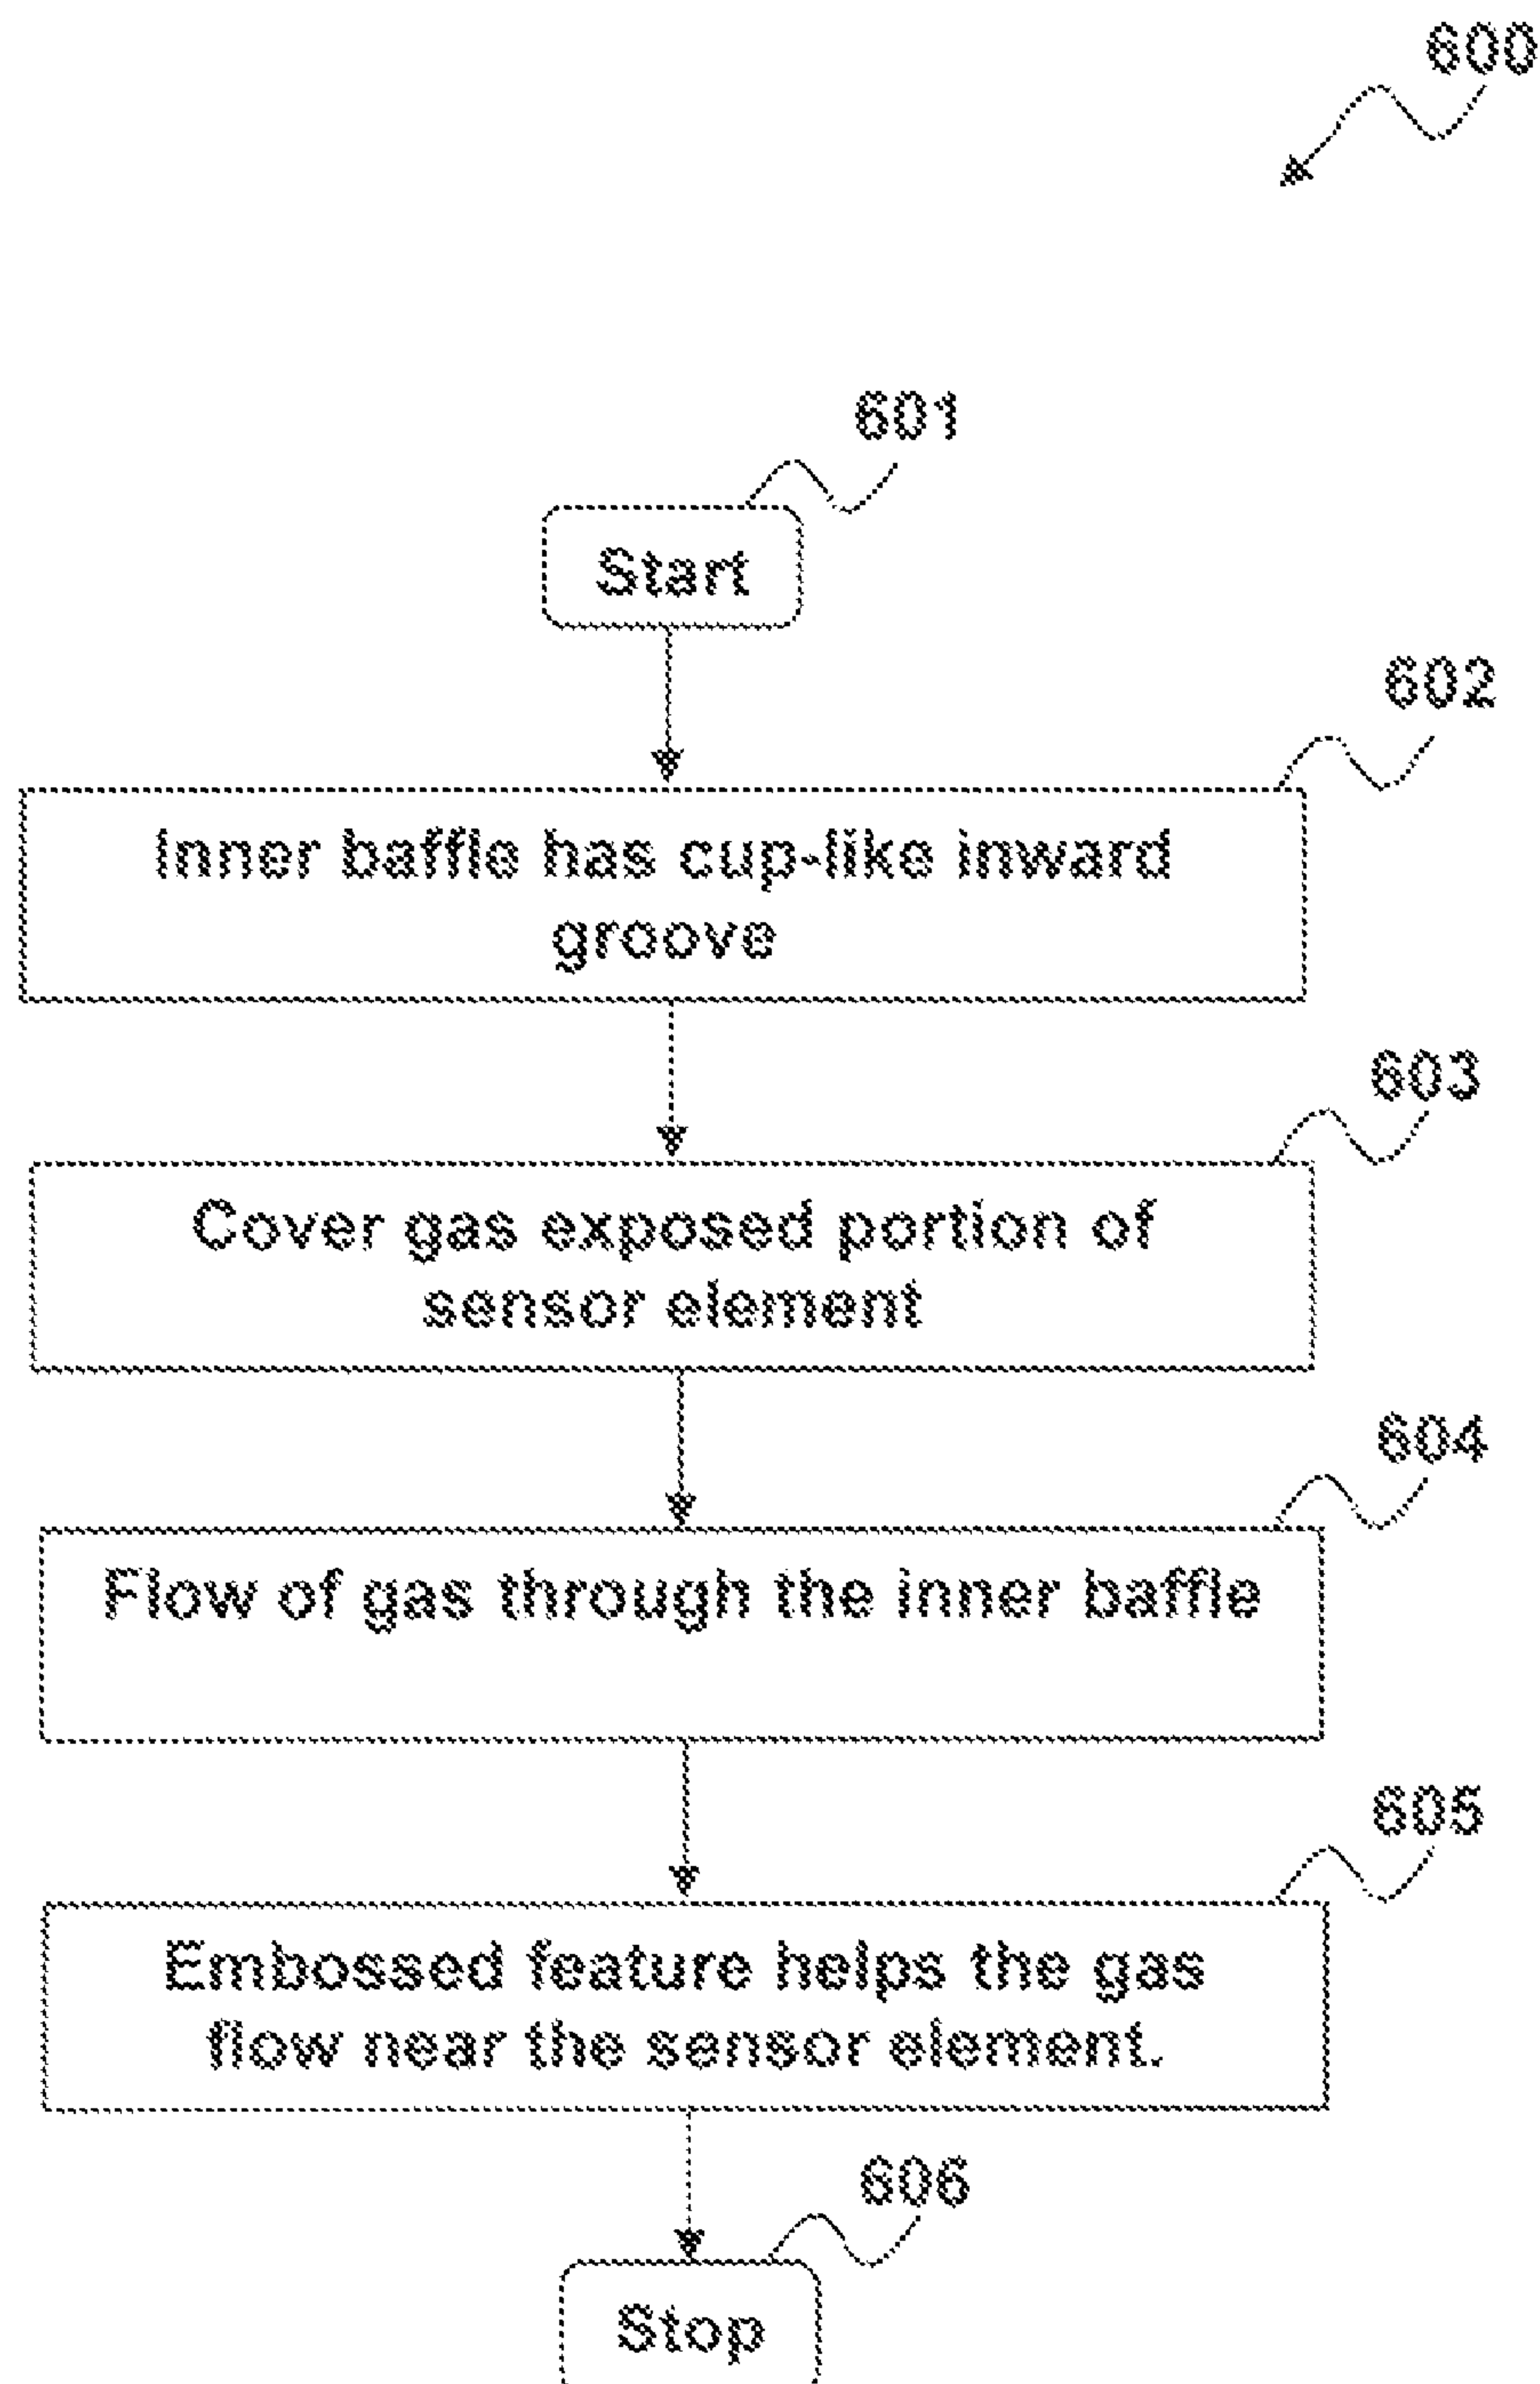 600
601
Start
602
Inner baffle has cup-like inward
groove
603
Cover gas exposed portion of
sensor element
604
Flow of gas through the inner baffle
605
Embossed feature helps the gas
flow near the sensor element.
606
Stop